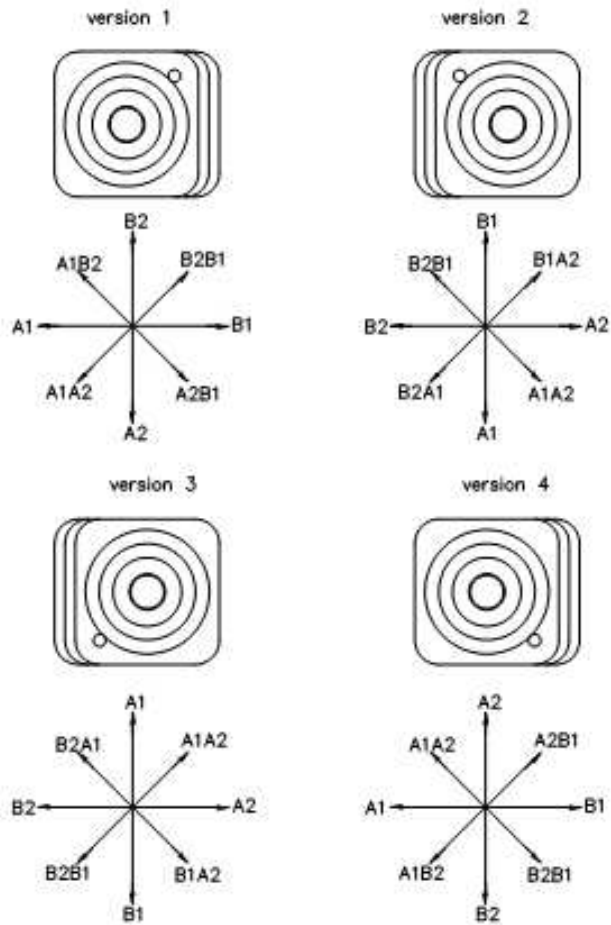 version 1
version 2
B2
B1
A1B2
B2B1
B2B1
B1A2
A1
B1
B2
A2
A1A2
A2B1
B2A1
A1A2
A2
A1
version 3
version 4
A1
A2
B2A1
A1A2
A1A2
A2B1
B2
A2
A1
B1
B2B1
B1A2
A1B2
B2B1
B1
B2